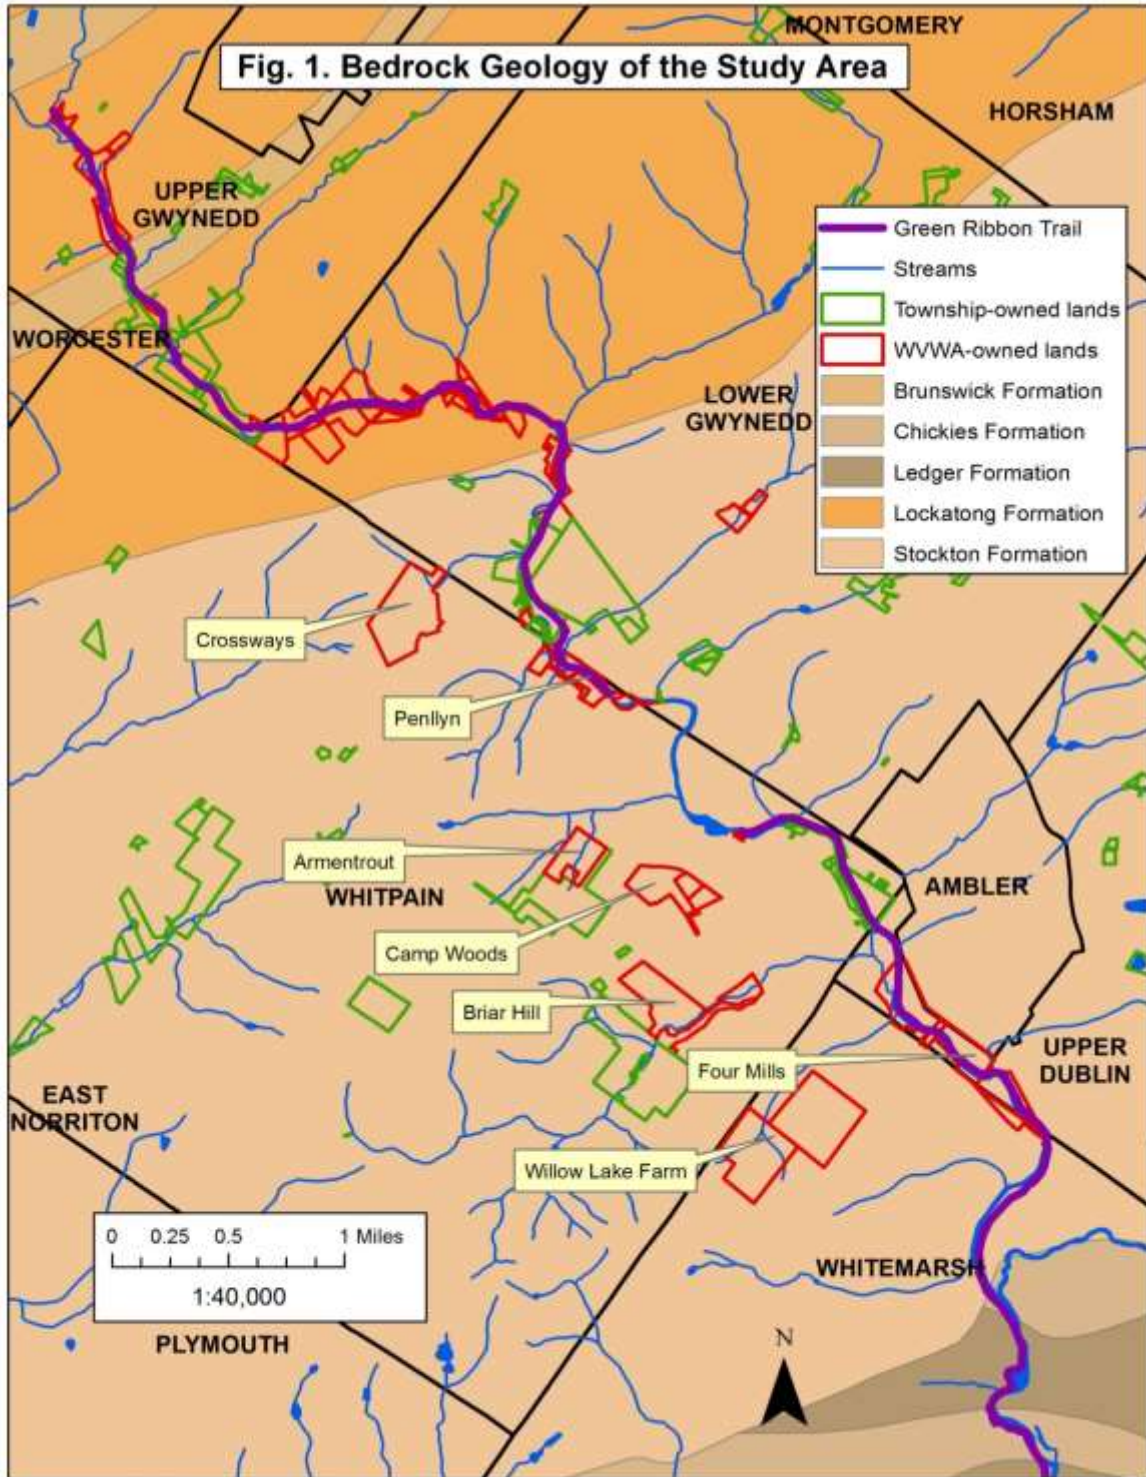 MONTGOMERY
Fig. 1. Bedrock Geology of the Study Area
HORSHAM
UPPER
GWYNEDD
Green Ribbon Trail
Streams
Township-owned lands
WVWA-owned lands
Brunswick Formation
Chickies Formation
Ledger Formation
Lockatong Formation
Stockton Formation
WORCESTER
LOWER
GWYNEDD
Crossways
Penllyn
Armentrout
WHITPAIN
AMBLER
Camp Woods
Briar Hill
Four Mills
UPPER
DUBLIN
EAST
NORRITON
Willow Lake Farm
0 0.25 0.5 1 Miles
1:40,000
WHITEMARSH
PLYMOUTH
N